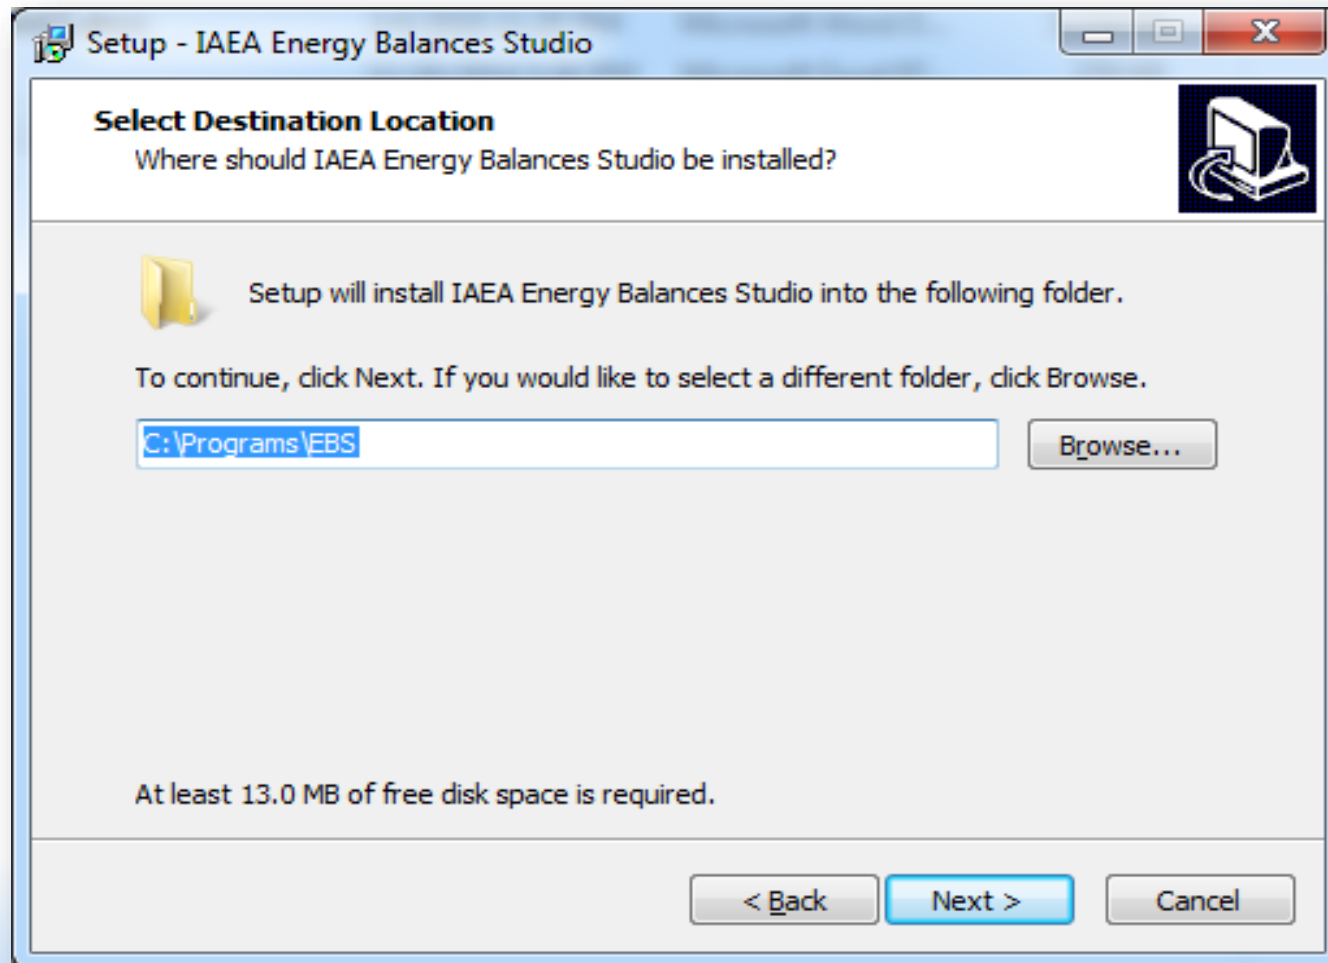 Setup - IAEA Energy Balances Studio
Select Destination Location
Where should IAEA Energy Balances Studio be installed?
Setup will install IAEA Energy Balances Studio into the following folder.
To continue, click Next. If you would like to select a different folder, click Browse.
C:\Programs\EBS
Browse...
At least 13.0 MB of free disk space is required.
< Back
Next >
Cancel